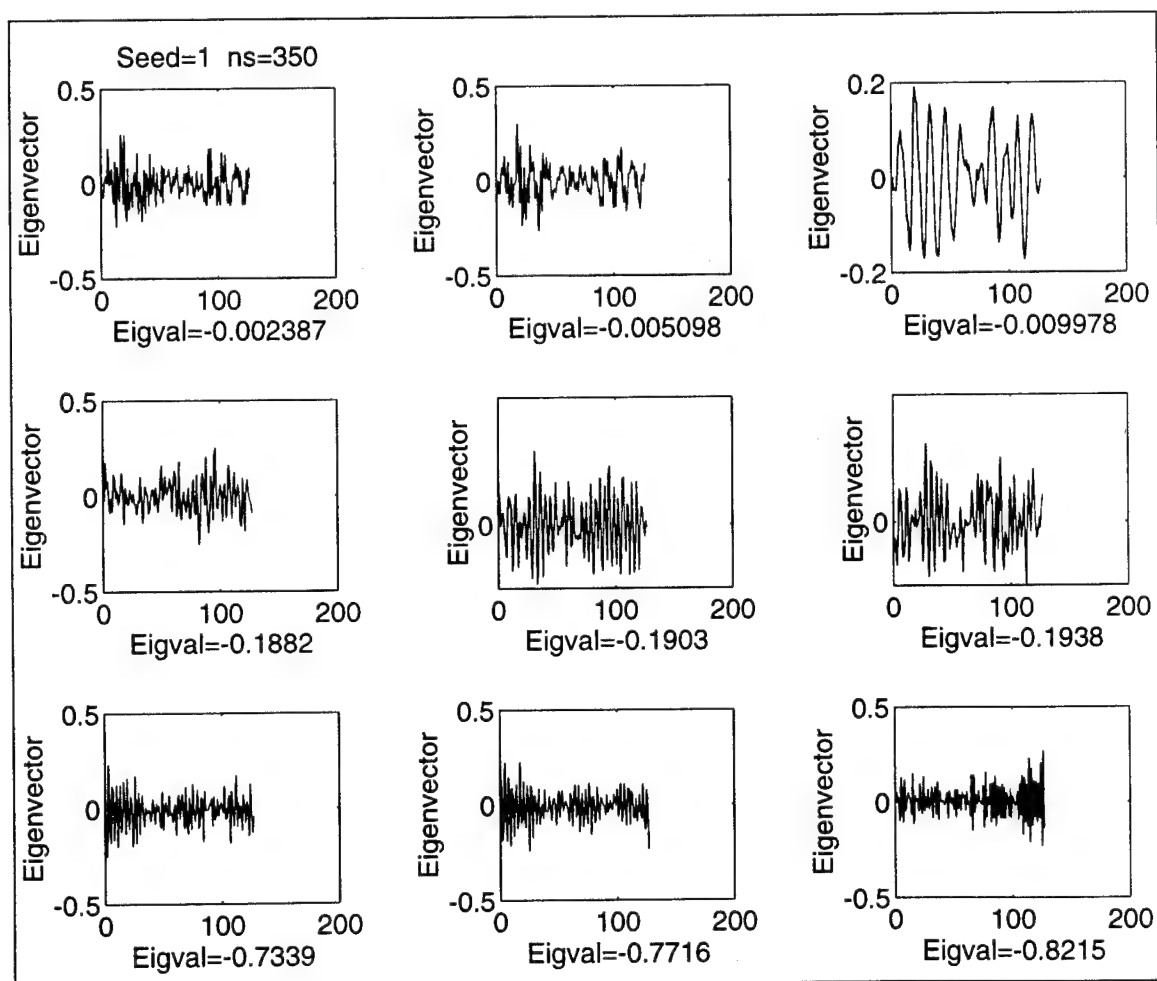 Seed=1 ns=350
0.5
0
-0.5
Eigenvector
0 100 200
Eigval=-0.002387
0.5
0
-0.5
Eigenvector
0 100 200
Eigval=-0.005098
0.2
0
-0.2
Eigenvector
0 100 200
Eigval=-0.009978
0.5
0
-0.5
Eigenvector
0 100 200
Eigval=-0.1882
0
Eigenvector
0 100 200
Eigval=-0.1903
0
Eigenvector
0 100 200
Eigval=-0.1938
0.5
0
-0.5
Eigenvector
0 100 200
Eigval=-0.7339
0.5
0
-0.5
Eigenvector
0 100 200
Eigval=-0.7716
0.5
0
-0.5
Eigenvector
0 100 200
Eigval=-0.8215